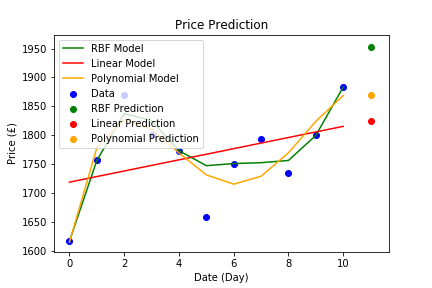 Price Prediction
1950
1900
1850
1800
1750
1700
1650
1600
Price (£)
RBF Model
Linear Model
Polynomial Model
Data
RBF Prediction
Linear Prediction
Polynomial Prediction
0 2 4 6 8 10
Date (Day)